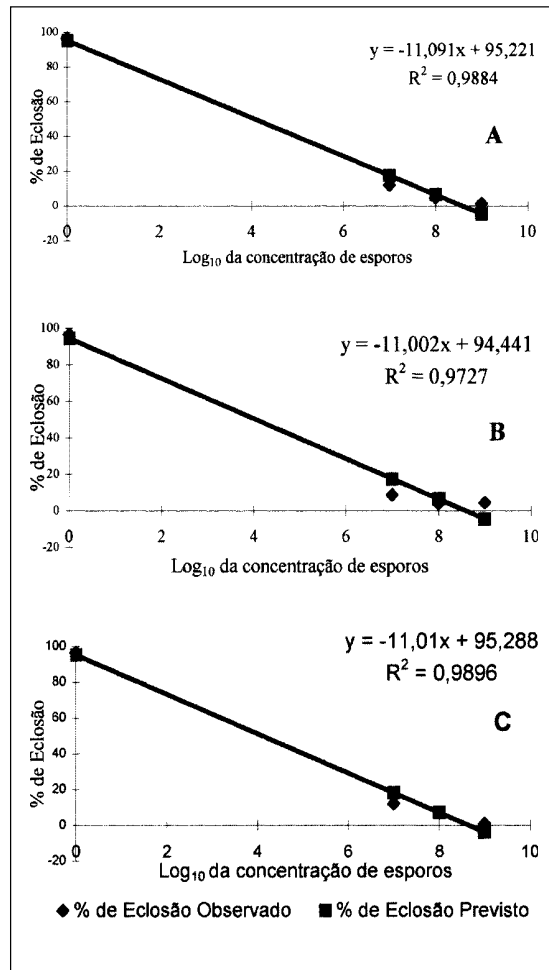 y = -11,091x + 95,221
R² = 0,9884
A
% de Eclosão
100
80
60
40
20
0
-20
0 2 4 6 8 10
Log₁₀ da concentração de esporos
y = -11,002x + 94,441
R² = 0,9727
B
% de Eclosão
100
80
60
40
20
0
-20
0 2 4 6 8 10
Log₁₀ da concentração de esporos
y = -11,01x + 95,288
R² = 0,9896
C
% de Eclosão
100
80
60
40
20
0
-20
0 2 4 6 8 10
Log₁₀ da concentração de esporos
% de Eclosão Observado % de Eclosão Previsto